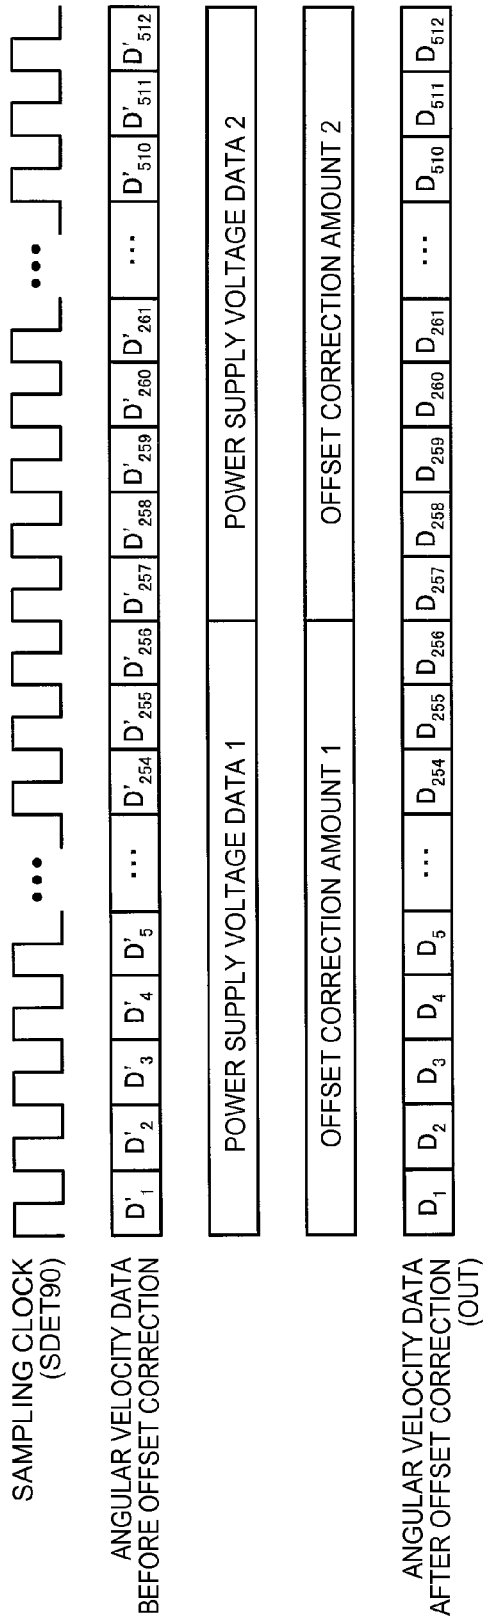 SAMPLING CLOCK
(SDET90)
... ...
ANGULAR VELOCITY DATA
BEFORE OFFSET CORRECTION
D'1 D'2 D'3 D'4 D'5 ... D'254 D'255 D'256 D'257 D'258 D'259 D'260 D'261 ... D'510 D'511 D'512
POWER SUPPLY VOLTAGE DATA 1 POWER SUPPLY VOLTAGE DATA 2
OFFSET CORRECTION AMOUNT 1 OFFSET CORRECTION AMOUNT 2
ANGULAR VELOCITY DATA
AFTER OFFSET CORRECTION
(OUT)
D1 D2 D3 D4 D5 ... D254 D255 D256 D257 D258 D259 D260 D261 ... D510 D511 D512